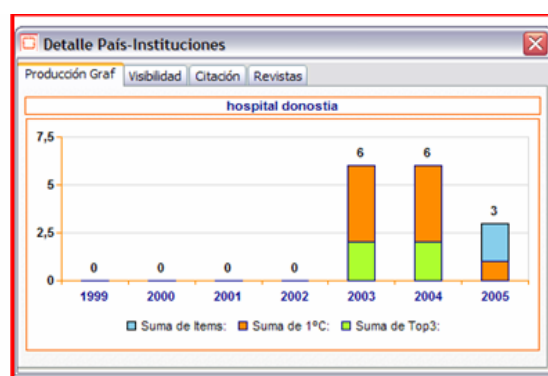 Detalle País-Instituciones
Producción Graf Visibilidad Citación Revistas
hospital donostia
7,5
6 6
5
3
2,5
0 0 0 0
0
1999 2000 2001 2002 2003 2004 2005
Suma de Items: Suma de 1ºC: Suma de Top3: